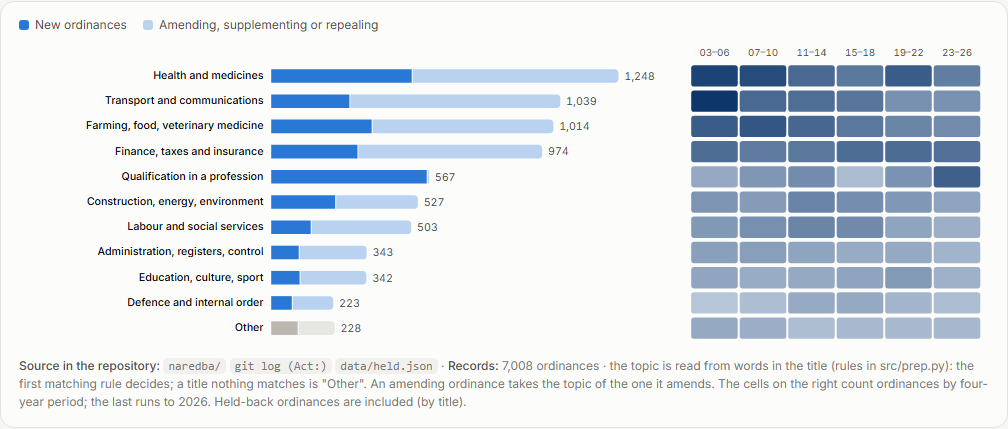 New ordinances Amending, supplementing or repealing
03–06 07–10 11–14 15–18 19–22 23–26
Health and medicines 1,248
Transport and communications 1,039
Farming, food, veterinary medicine 1,014
Finance, taxes and insurance 974
Qualification in a profession 567
Construction, energy, environment 527
Labour and social services 503
Administration, registers, control 343
Education, culture, sport 342
Defence and internal order 223
Other 228
Source in the repository: naredba/ git log (Act:) data/held.json · Records: 7,008 ordinances · the topic is read from words in the title (rules in src/prep.py): the
first matching rule decides; a title nothing matches is "Other". An amending ordinance takes the topic of the one it amends. The cells on the right count ordinances by four-
year period; the last runs to 2026. Held-back ordinances are included (by title).